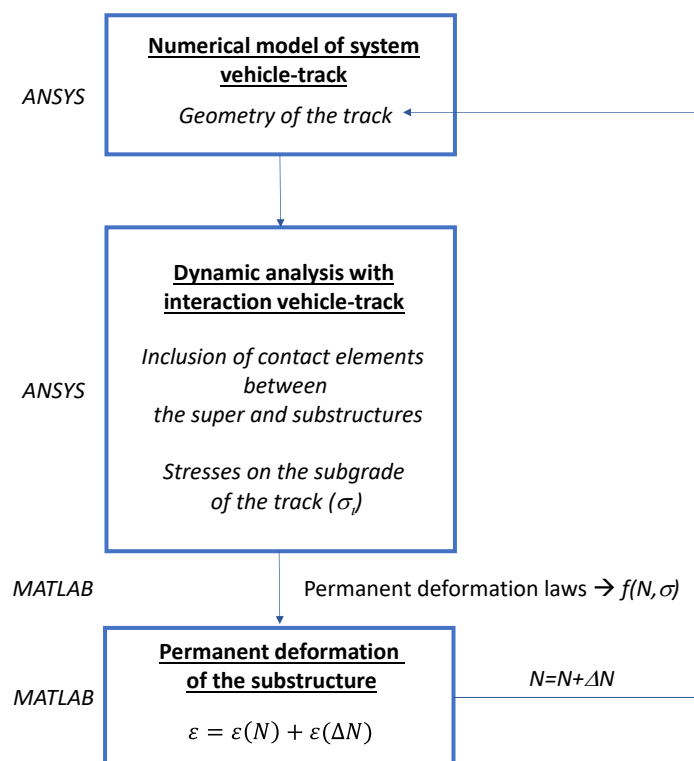 Numerical model of system
vehicle-track
ANSYS
Geometry of the track
Dynamic analysis with
interaction vehicle-track
Inclusion of contact elements
between
ANSYS
the super and substructures
Stresses on the subgrade
of the track (σᵢ)
MATLAB
Permanent deformation laws → f(N,σ)
Permanent deformation
of the substructure
MATLAB
N=N+ΔN
ε = ε(N) + ε(ΔN)